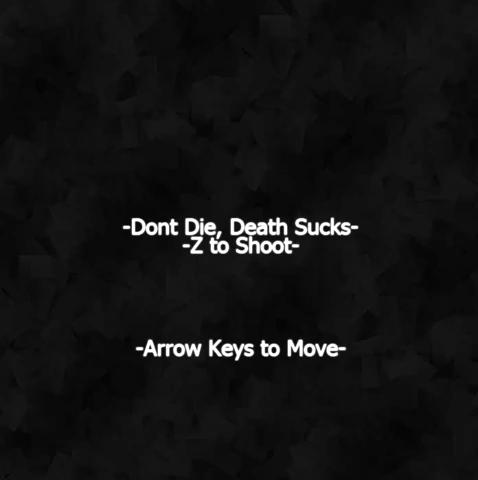 -Dont Die, Death Sucks-
-Z to Shoot-
-Arrow Keys to Move-